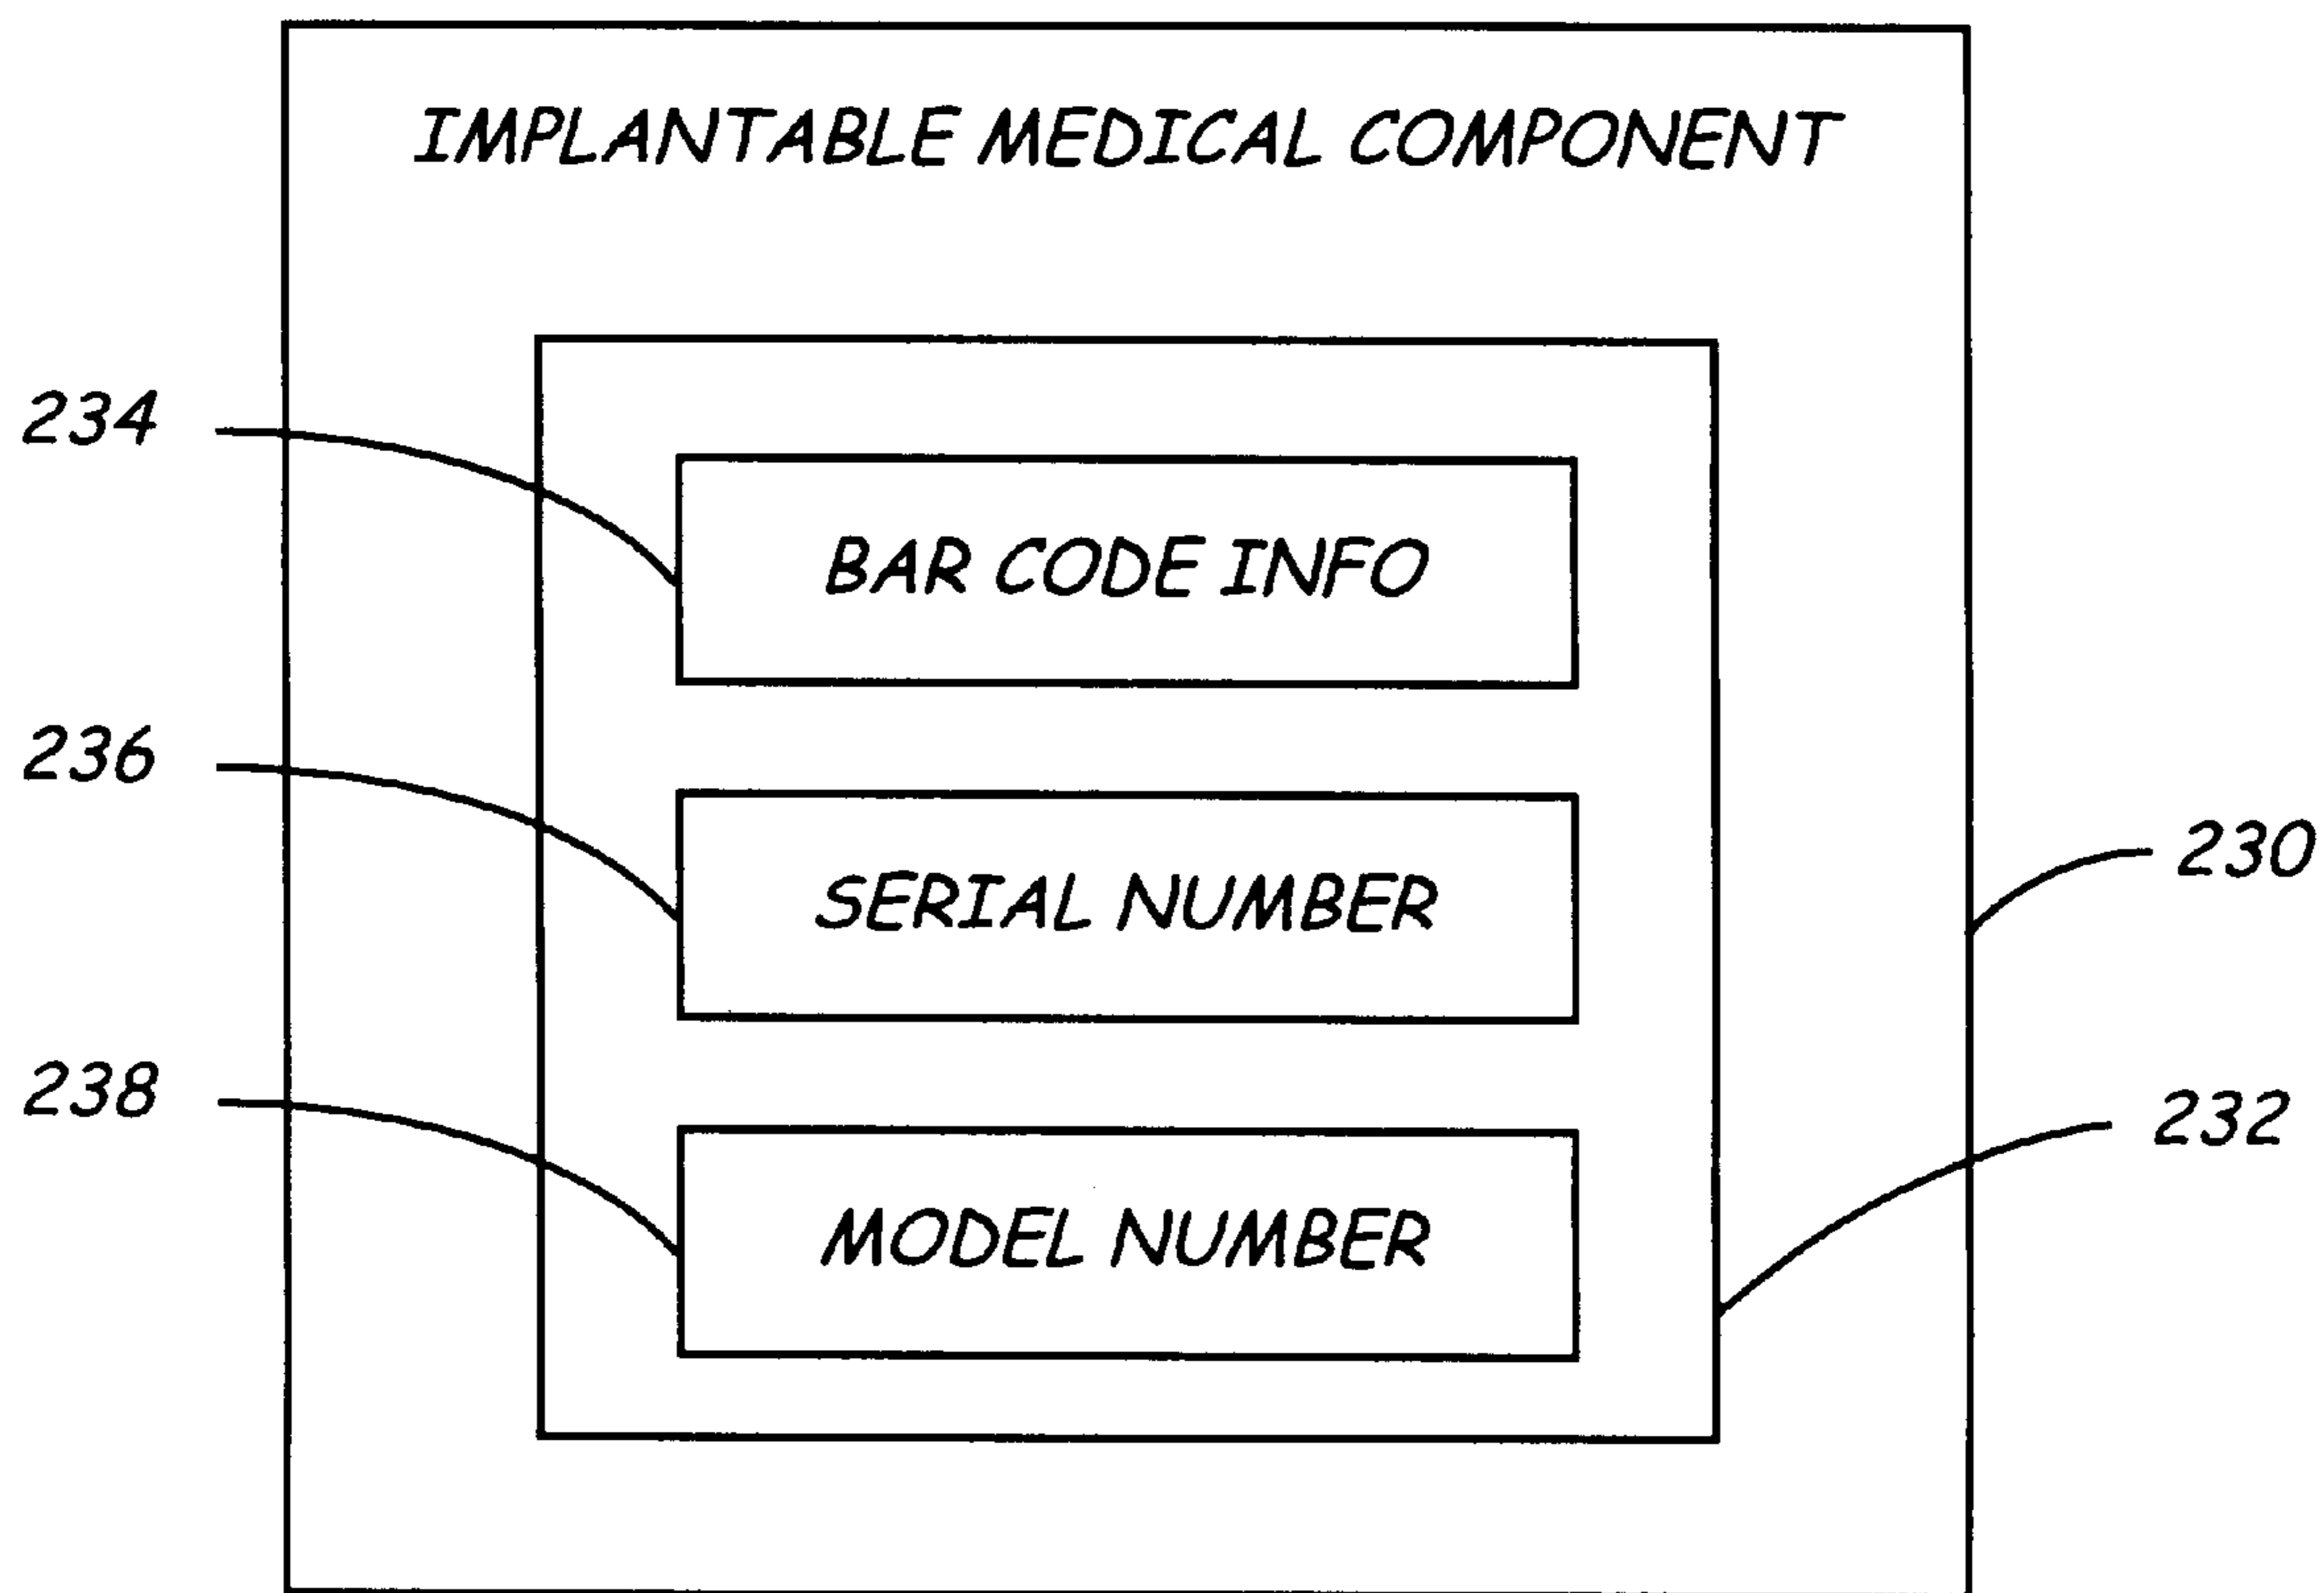 IMPLANTABLE MEDICAL COMPONENT
234
BAR CODE INFO
236
SERIAL NUMBER
230
238
232
MODEL NUMBER